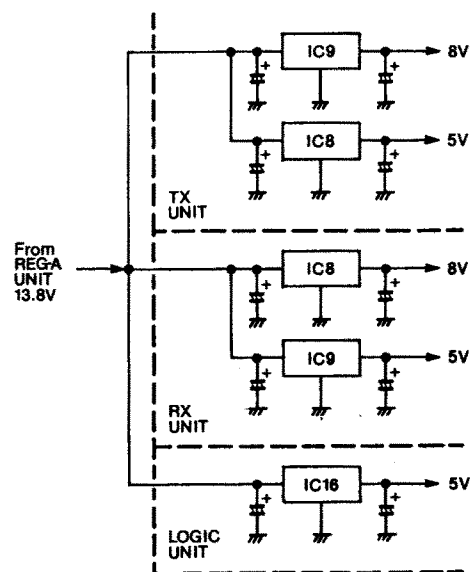 IC9
8V
IC8
5V
TX
UNIT
From
REG-A
UNIT
13.8V
IC8
8V
IC9
5V
RX
UNIT
IC16
5V
LOGIC
UNIT